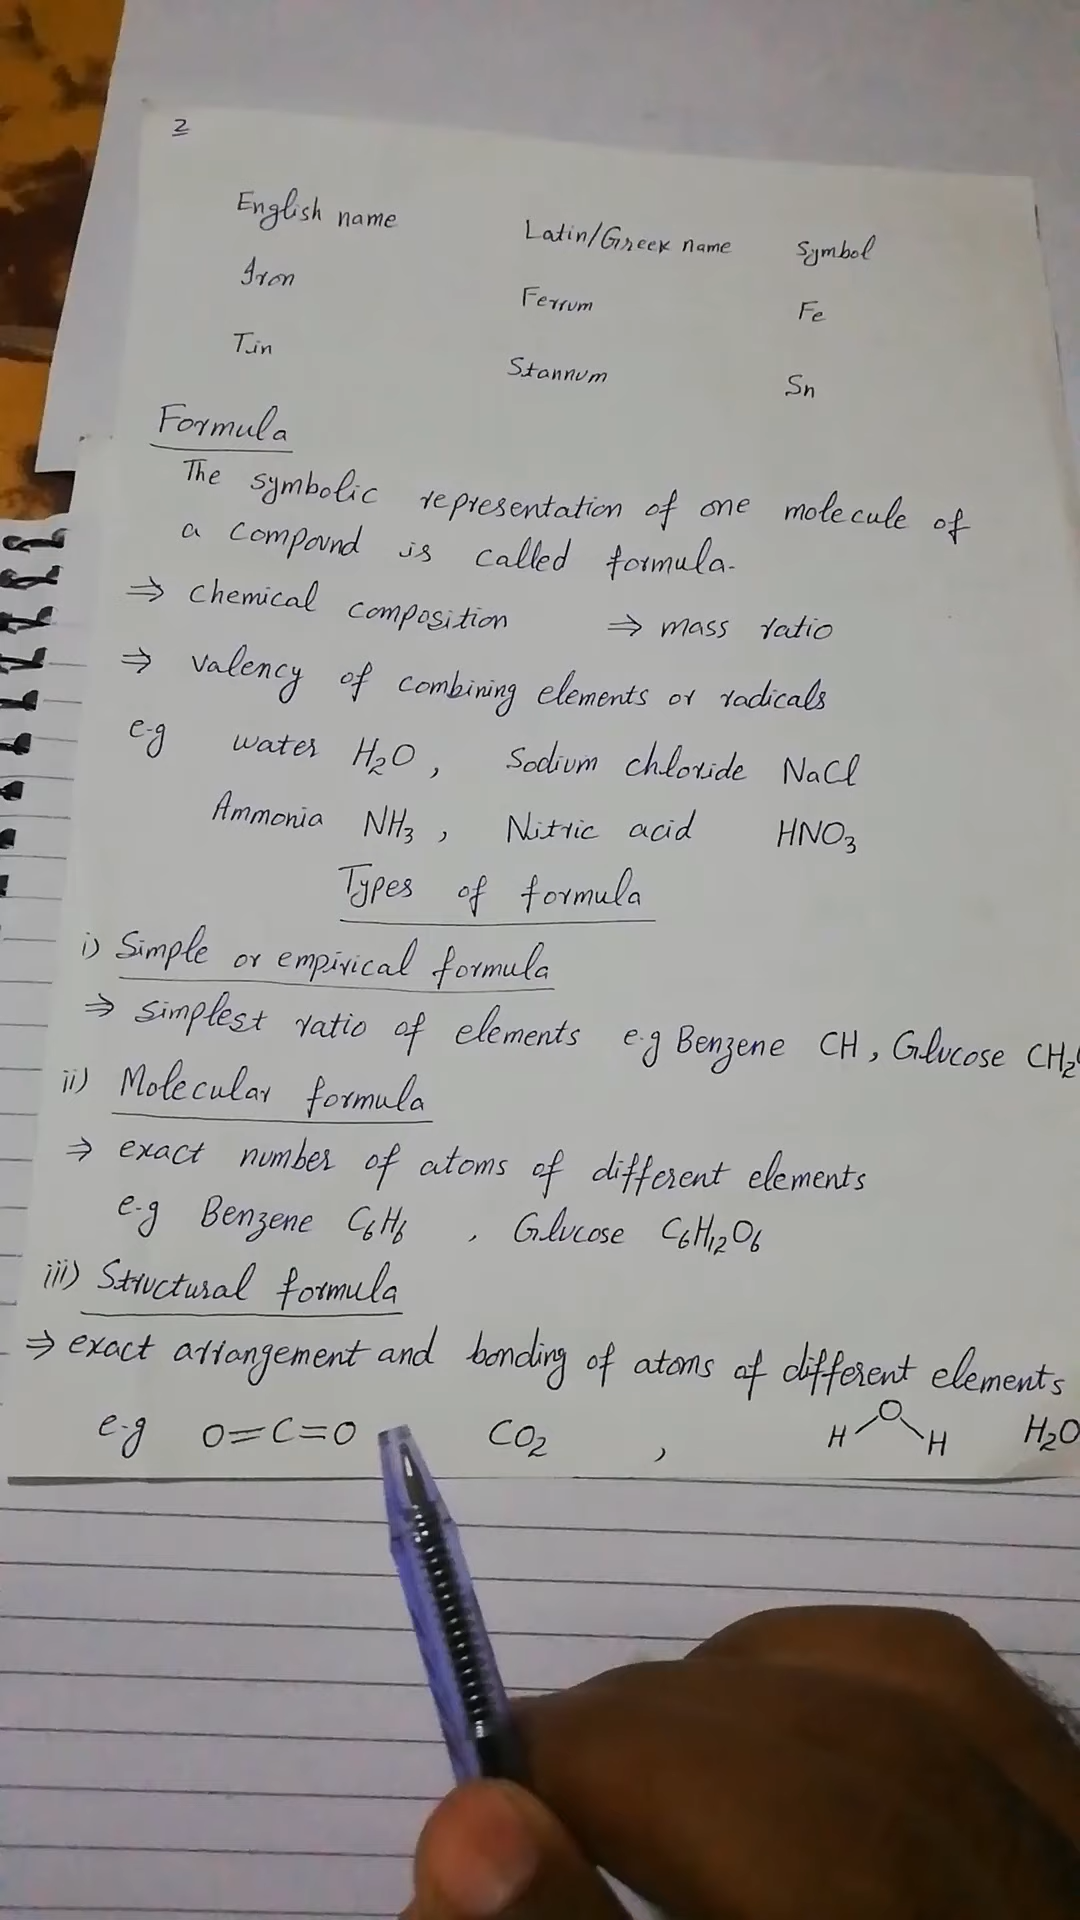 2
English name Latin/Greek name Symbol
Iron Ferrum Fe
Tin Stannum Sn
Formula
The symbolic representation of one molecule of
a compound is called formula.
⇒ chemical composition ⇒ mass ratio
⇒ valency of combining elements or radicals
e.g water H₂O, Sodium chloride NaCl
Ammonia NH₃, Nitric acid HNO₃
Types of formula
i) Simple or empirical formula
⇒ simplest ratio of elements e.g Benzene CH, Glucose CH₂
ii) Molecular formula
⇒ exact number of atoms of different elements
e.g Benzene C₆H₆, Glucose C₆H₁₂O₆
iii) Structural formula
⇒ exact arrangement and bonding of atoms of different elements
e.g O=C=O CO₂, H O H H₂O